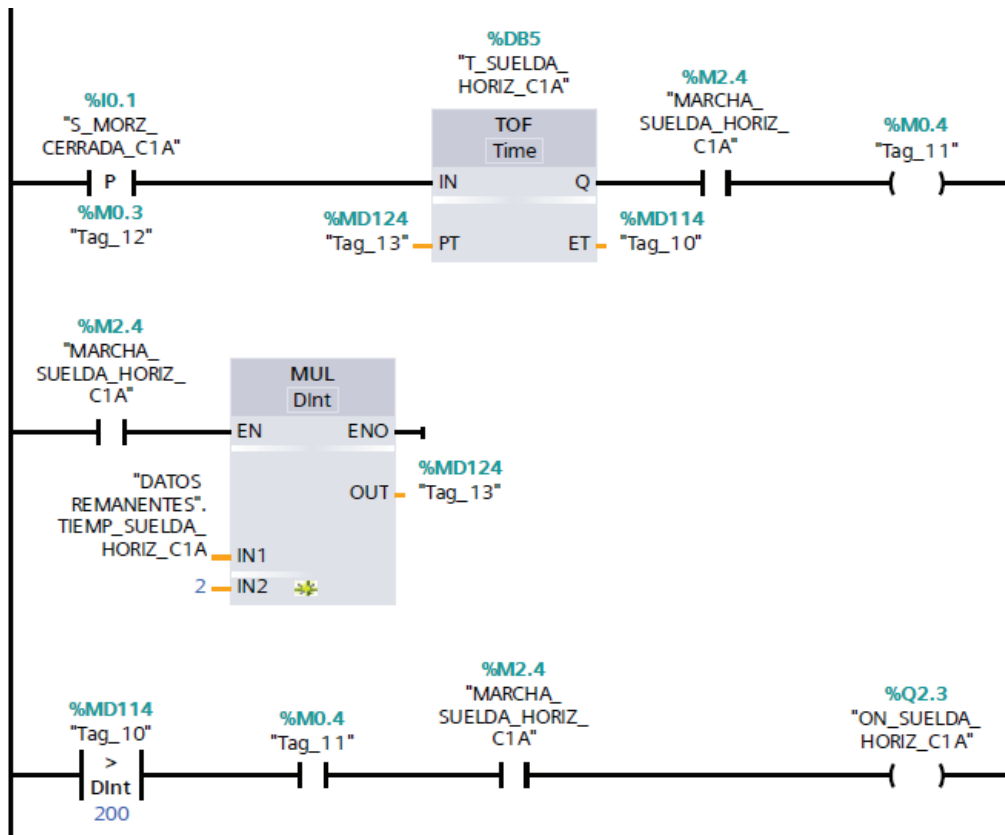 %DB5
"T_SUELDA_
HORIZ_C1A"
%I0.1
"S_MORZ_
CERRADA_C1A"
P
%M0.3
"Tag_12"
TOF
Time
IN
Q
%MD124
"Tag_13"
PT
ET
%MD114
"Tag_10"
%M2.4
"MARCHA_
SUELDA_HORIZ_
C1A"
%M0.4
"Tag_11"
%M2.4
"MARCHA_
SUELDA_HORIZ_
C1A"
MUL
DInt
EN
ENO
"DATOS
REMANENTES".
TIEMP_SUELDA_
HORIZ_C1A
IN1
2
IN2
OUT
%MD124
"Tag_13"
%MD114
"Tag_10"
>
DInt
200
%M0.4
"Tag_11"
%M2.4
"MARCHA_
SUELDA_HORIZ_
C1A"
%Q2.3
"ON_SUELDA_
HORIZ_C1A"